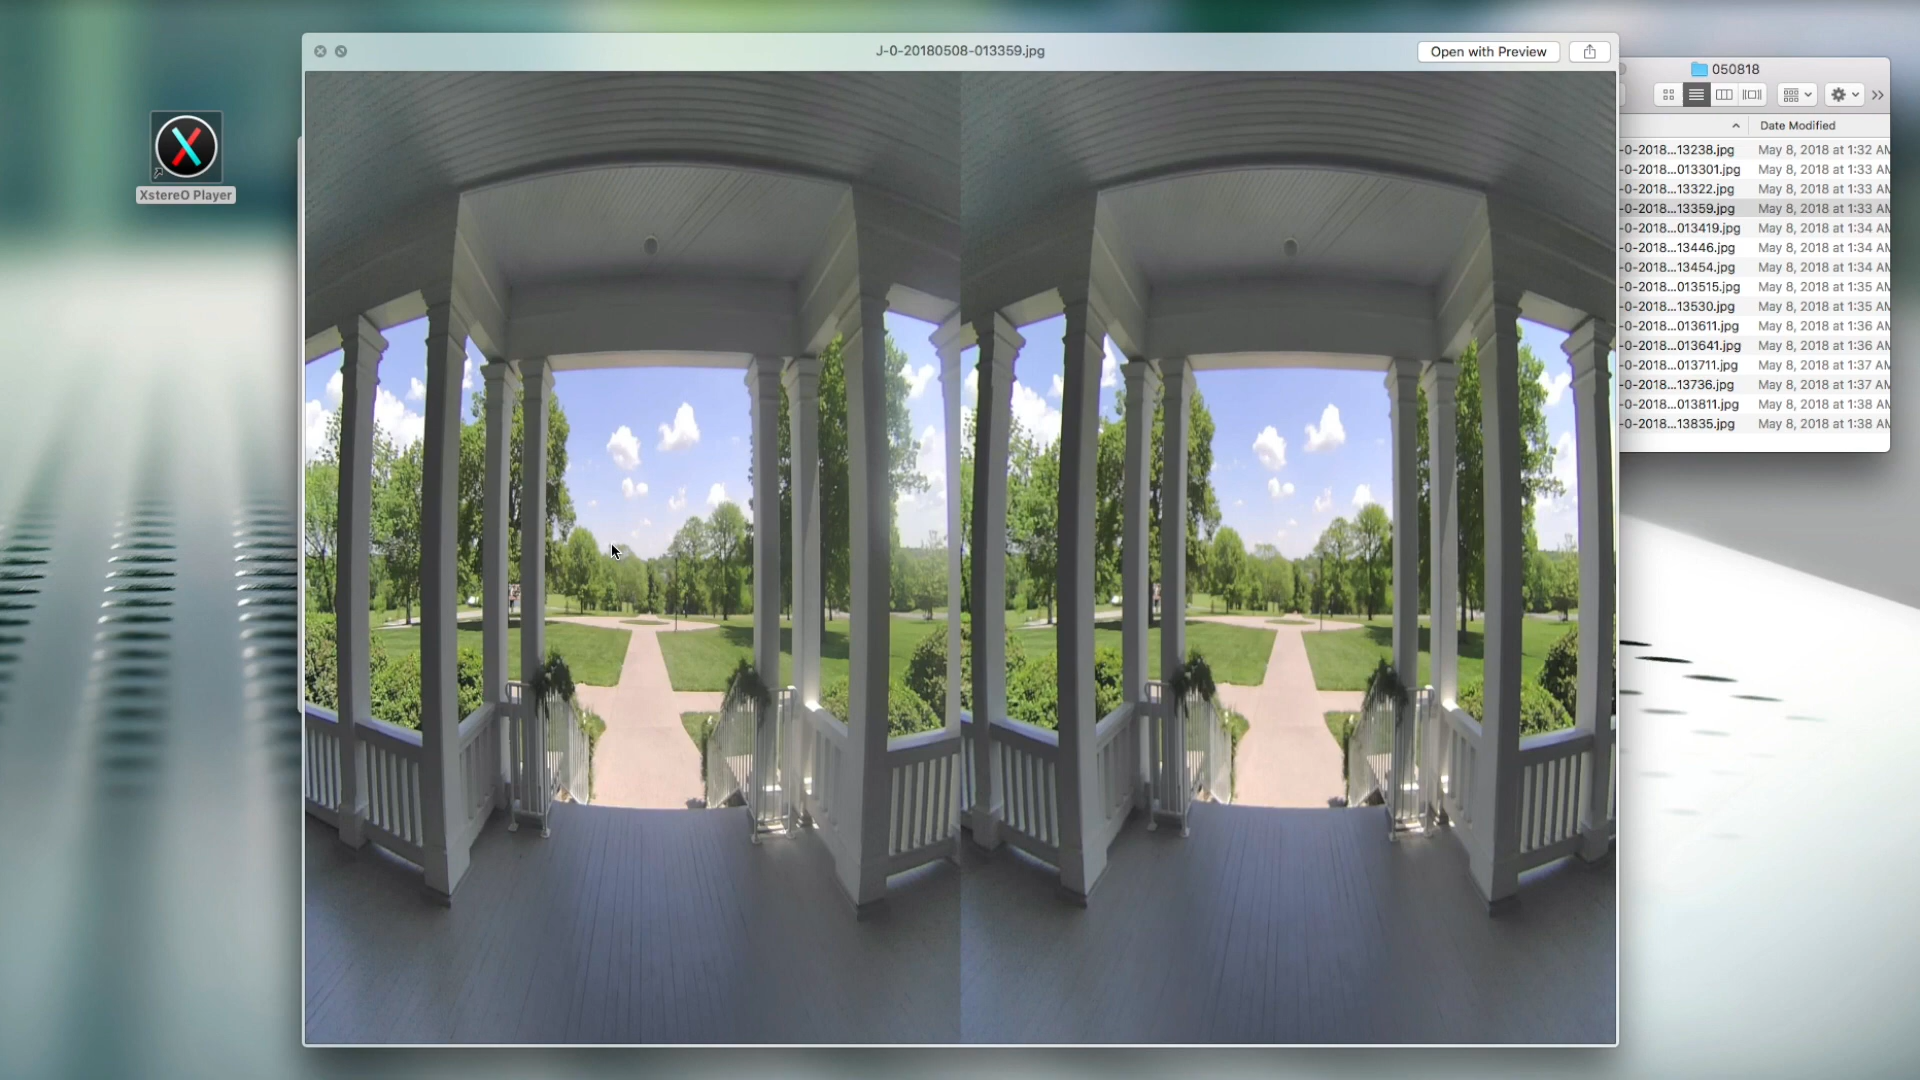 J-0-20180508-013359.jpg
Open with Preview
050818
XstereO Player
Date Modified
-0-2018...13238.jpg May 8, 2018 at 1:32 AM
-0-2018...013301.jpg May 8, 2018 at 1:33 AM
-0-2018...13322.jpg May 8, 2018 at 1:33 AM
-0-2018...13359.jpg May 8, 2018 at 1:33 AM
-0-2018...013419.jpg May 8, 2018 at 1:34 AM
-0-2018...13446.jpg May 8, 2018 at 1:34 AM
-0-2018...13454.jpg May 8, 2018 at 1:34 AM
-0-2018...013515.jpg May 8, 2018 at 1:35 AM
-0-2018...13530.jpg May 8, 2018 at 1:35 AM
-0-2018...013611.jpg May 8, 2018 at 1:36 AM
-0-2018...013641.jpg May 8, 2018 at 1:36 AM
-0-2018...013711.jpg May 8, 2018 at 1:37 AM
-0-2018...13736.jpg May 8, 2018 at 1:37 AM
-0-2018...013811.jpg May 8, 2018 at 1:38 AM
-0-2018...13835.jpg May 8, 2018 at 1:38 AM